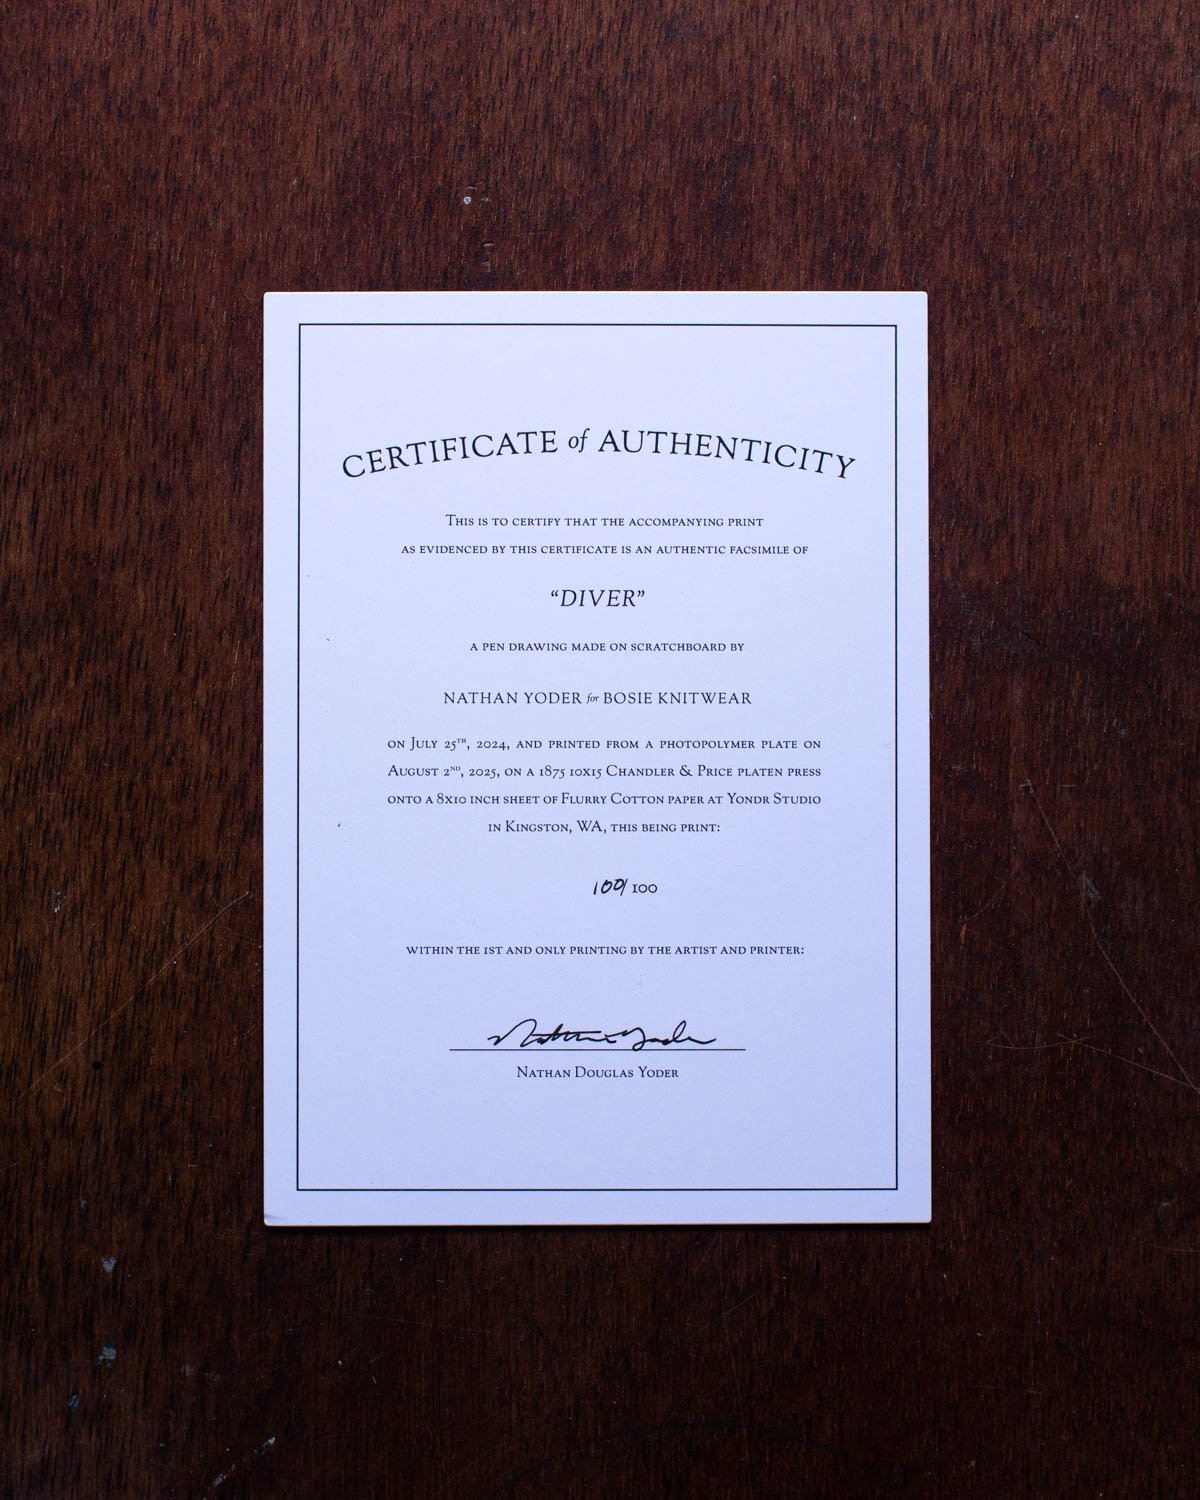 CERTIFICATE of AUTHENTICITY
This is to certify that the accompanying print
as evidenced by this certificate is an authentic facsimile of
“DIVER”
a pen drawing made on scratchboard by
NATHAN YODER for BOSIE KNITWEAR
on July 25th, 2024, and printed from a photopolymer plate on
August 2nd, 2025, on a 1875 10x15 Chandler & Price platen press
onto a 8x10 inch sheet of Flurry Cotton paper at Yondr Studio
in Kingston, WA, this being print:
100/100
within the 1st and only printing by the artist and printer:
Nathan Yoder
Nathan Douglas Yoder